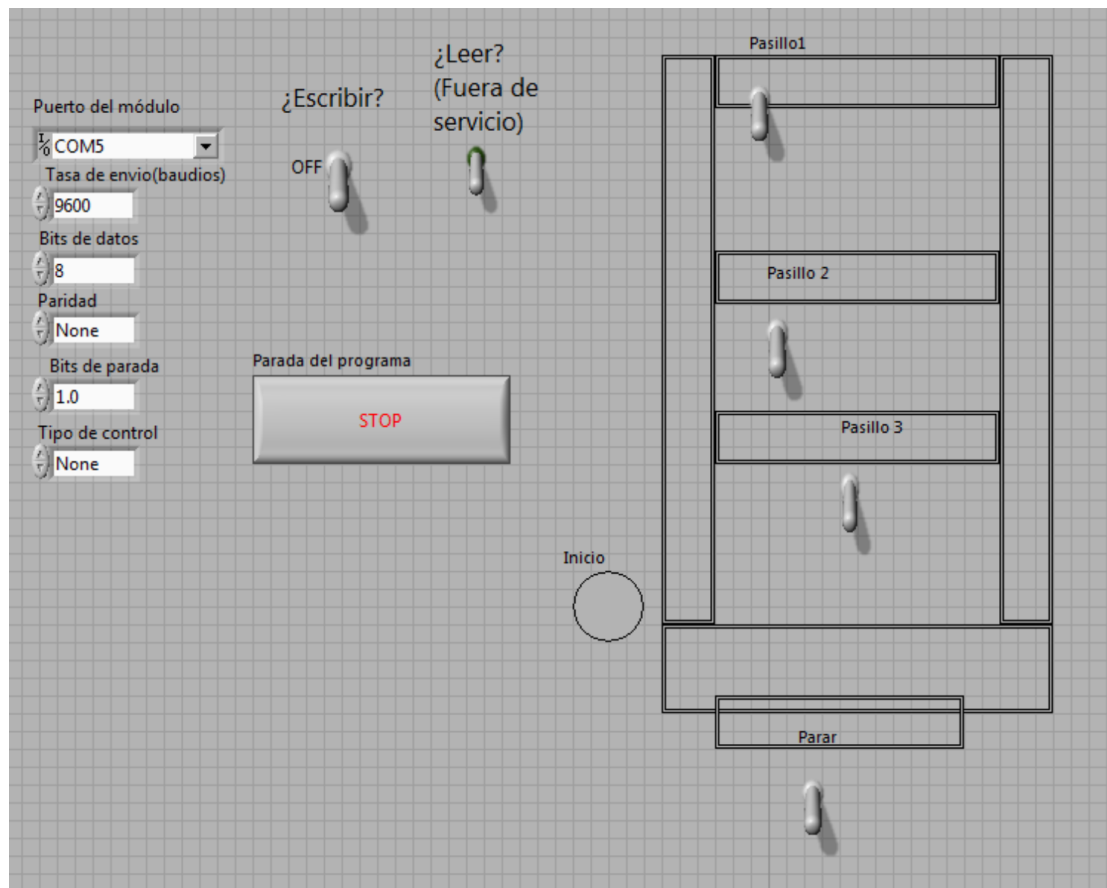 Puerto del módulo
COM5
Tasa de envio(baudios)
9600
Bits de datos
8
Paridad
None
Bits de parada
1.0
Tipo de control
None
¿Escribir?
OFF
¿Leer?
(Fuera de
servicio)
Parada del programa
STOP
Pasillo1
Pasillo 2
Pasillo 3
Inicio
Parar